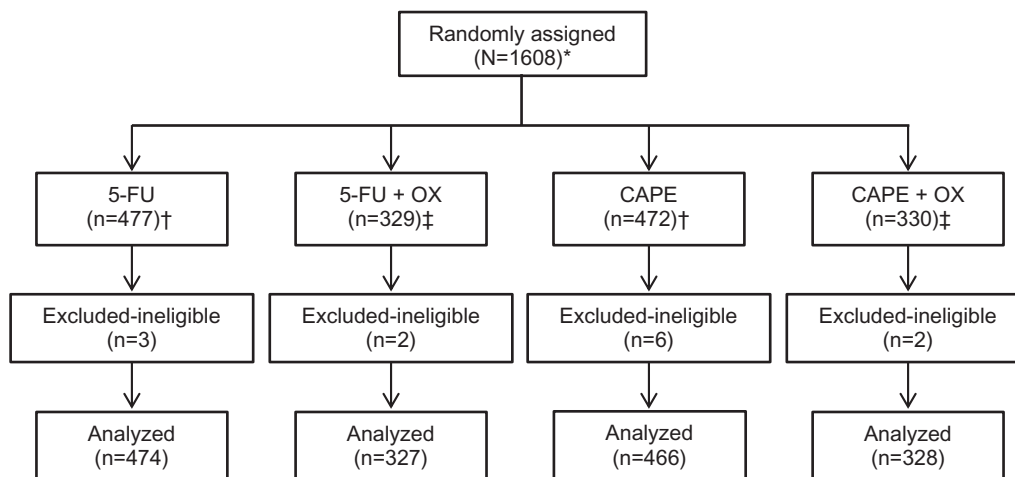 Randomly assigned
(N=1608)*
5-FU
(n=477)†
5-FU + OX
(n=329)‡
CAPE
(n=472)†
CAPE + OX
(n=330)‡
Excluded-ineligible
(n=3)
Excluded-ineligible
(n=2)
Excluded-ineligible
(n=6)
Excluded-ineligible
(n=2)
Analyzed
(n=474)
Analyzed
(n=327)
Analyzed
(n=466)
Analyzed
(n=328)